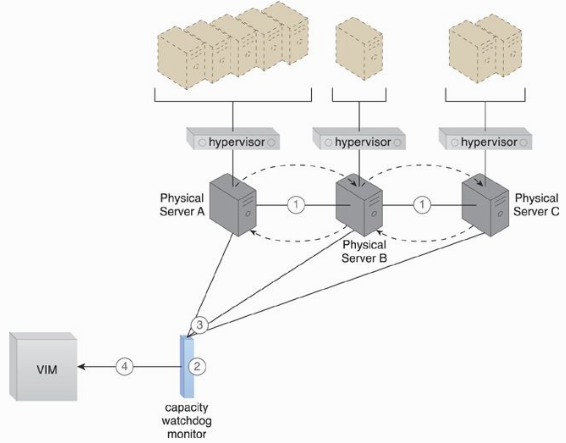 hypervisor
hypervisor
hypervisor
Physical
Server A
1
Physical
Server B
1
Physical
Server C
3
VIM
4
2
capacity
watchdog
monitor